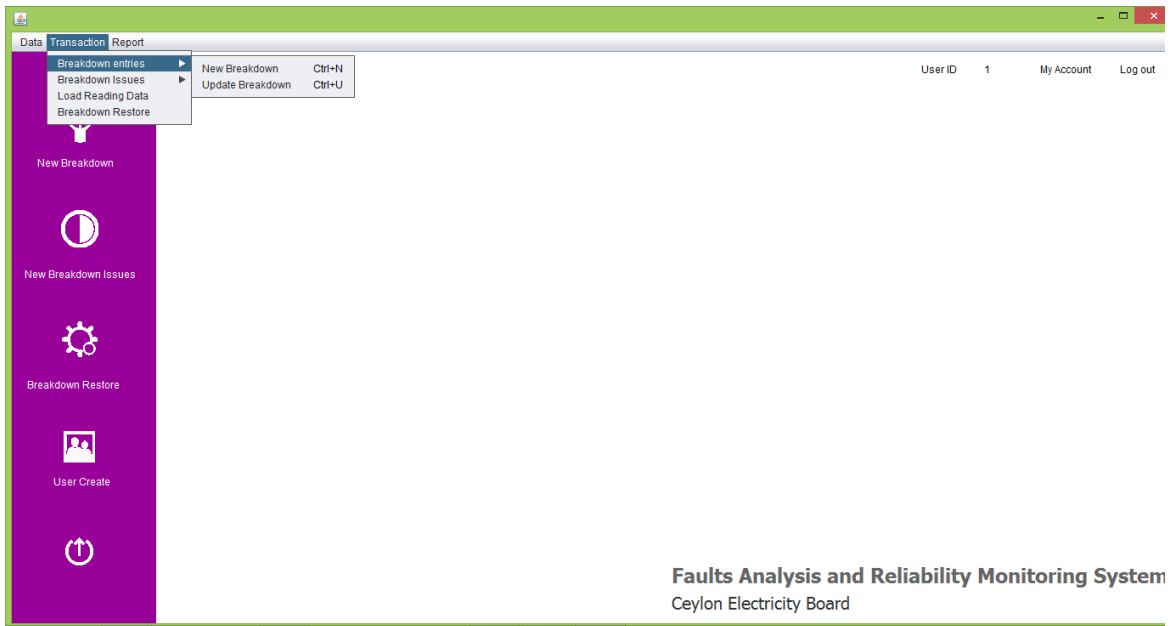 Data Transaction Report
Breakdown entries
Breakdown Issues
Load Reading Data
Breakdown Restore
New Breakdown Ctrl+N
Update Breakdown Ctrl+U
User ID 1 My Account Log out
New Breakdown
New Breakdown Issues
Breakdown Restore
User Create
Faults Analysis and Reliability Monitoring System
Ceylon Electricity Board